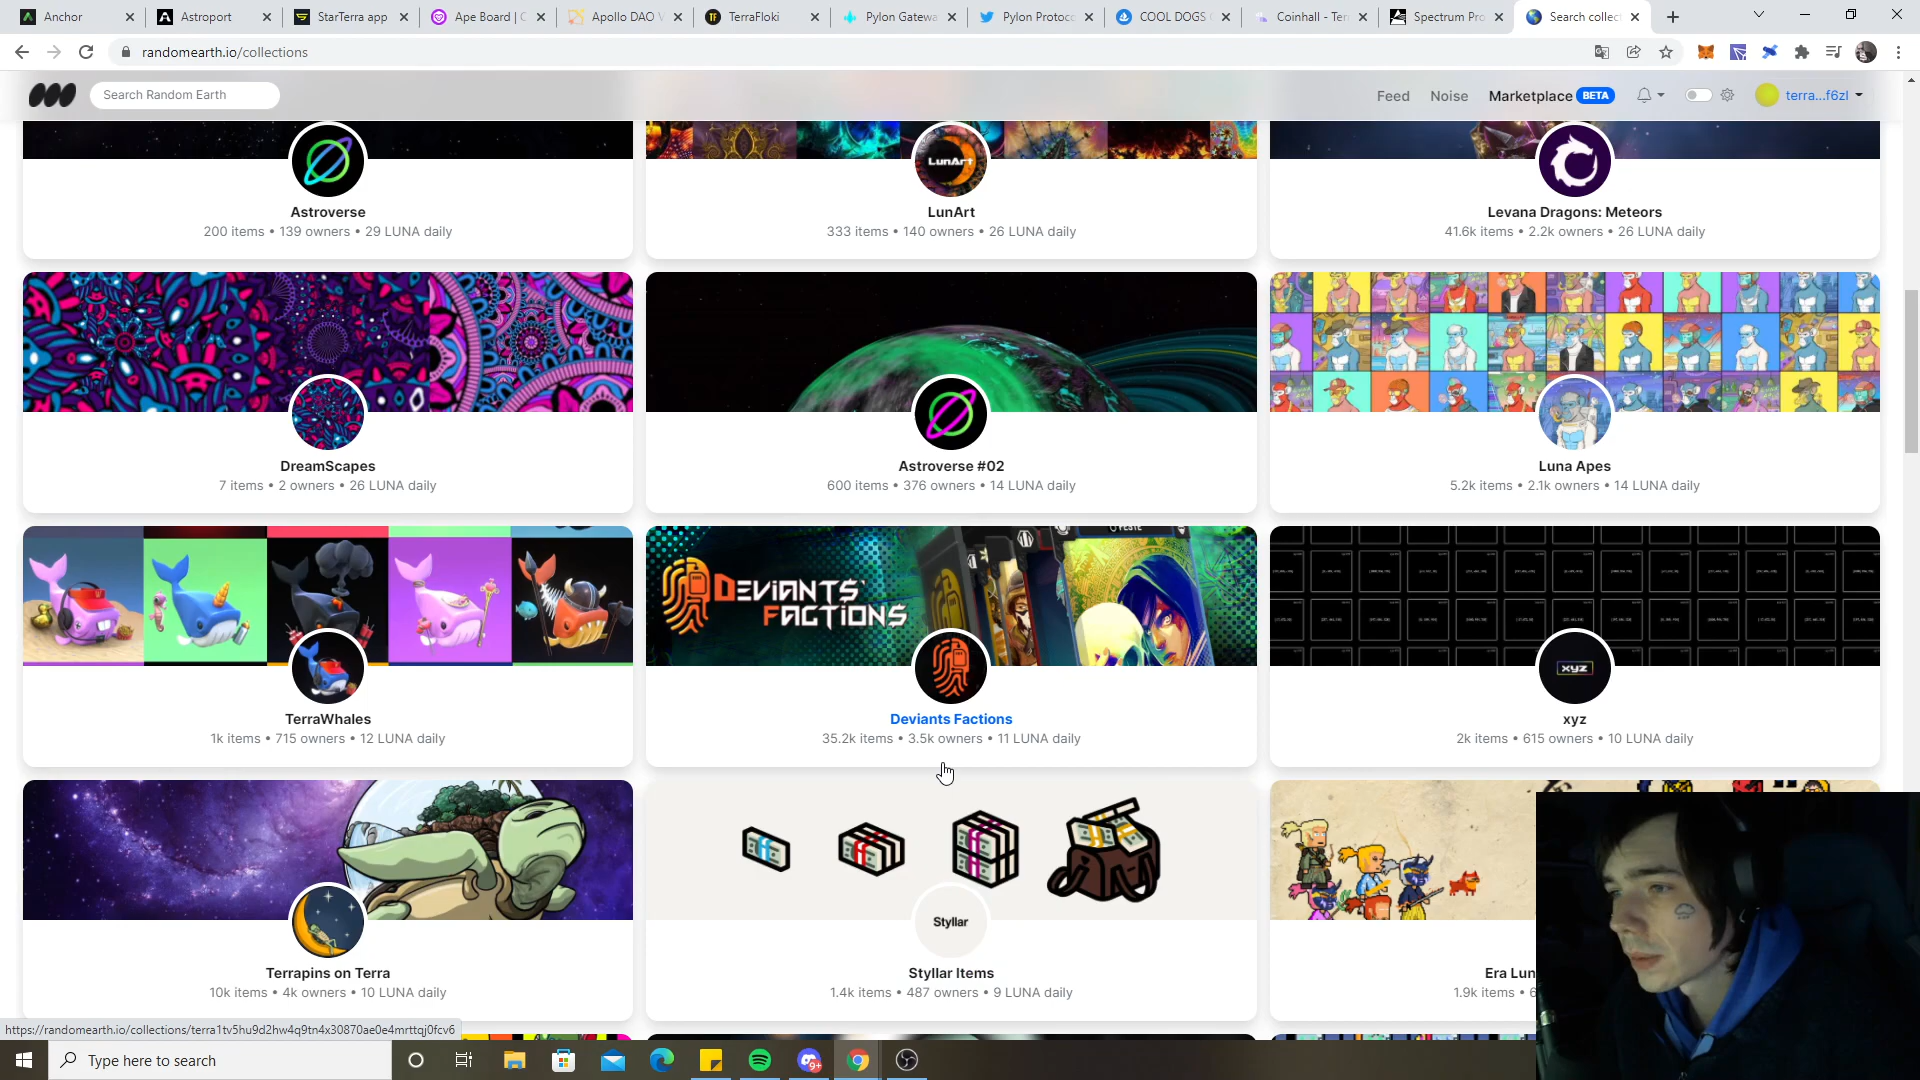 Anchor
Astroport
StarTerra app
Ape Board | C
Apollo DAO V
TerraFloki
Pylon Gatewa
Pylon Protoc
COOL DOGS
Coinhall - Ter
Spectrum Pro
Search collec
randomearth.io/collections
Search Random Earth
Feed
Noise
Marketplace BETA
terra...f6zl
LunArt
Astroverse
200 items • 139 owners • 29 LUNA daily
LunArt
333 items • 140 owners • 26 LUNA daily
Levana Dragons: Meteors
41.6k items • 2.2k owners • 26 LUNA daily
DreamScapes
7 items • 2 owners • 26 LUNA daily
Astroverse #02
600 items • 376 owners • 14 LUNA daily
Luna Apes
5.2k items • 2.1k owners • 14 LUNA daily
DEVIANTS'
FACTIONS
xyz
TerraWhales
1k items • 715 owners • 12 LUNA daily
Deviants Factions
35.2k items • 3.5k owners • 11 LUNA daily
xyz
2k items • 615 owners • 10 LUNA daily
Styllar
Terrapins on Terra
10k items • 4k owners • 10 LUNA daily
Styllar Items
1.4k items • 487 owners • 9 LUNA daily
Era Lun
1.9k items • 6
https://randomearth.io/collections/terra1tv5hu9d2hw4q9tn4x30870ae0e4mrttqj0fcv6
Type here to search
9+